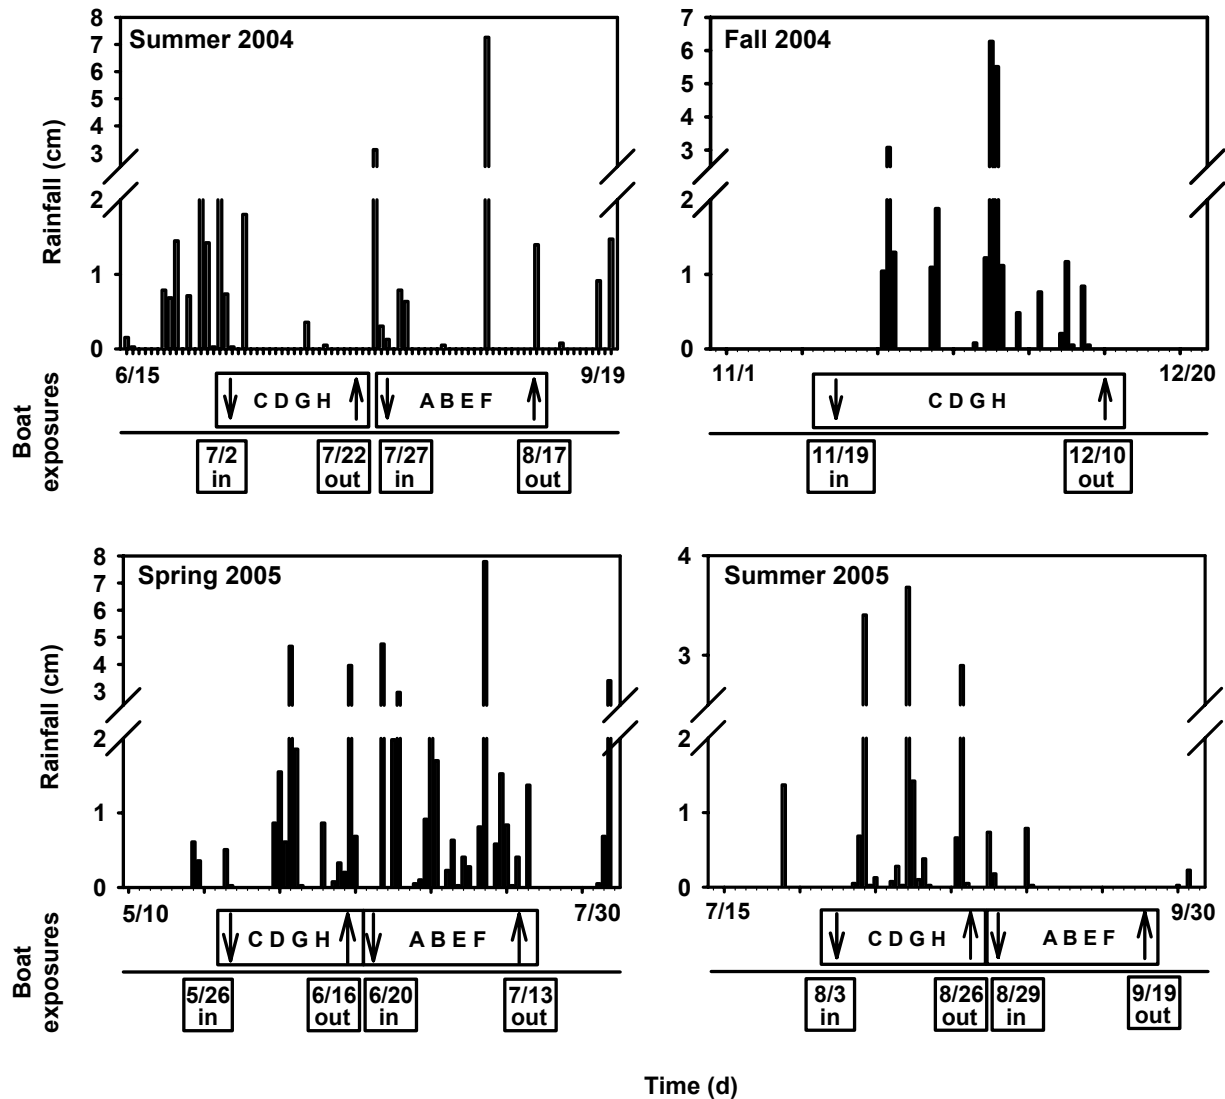 Summer 2004
8
7
6
5
4
3
2
1
0
Rainfall (cm)
6/15
9/19
Boat
exposures
C D G H
A B E F
7/2
in
7/22
out
7/27
in
8/17
out
Fall 2004
7
6
5
4
3
2
1
0
11/1
12/20
C D G H
11/19
in
12/10
out
Spring 2005
8
7
6
5
4
3
2
1
0
Rainfall (cm)
5/10
7/30
Boat
exposures
C D G H
A B E F
5/26
in
6/16
out
6/20
in
7/13
out
Summer 2005
4
3
2
1
0
7/15
9/30
C D G H
A B E F
8/3
in
8/26
out
8/29
in
9/19
out
Time (d)